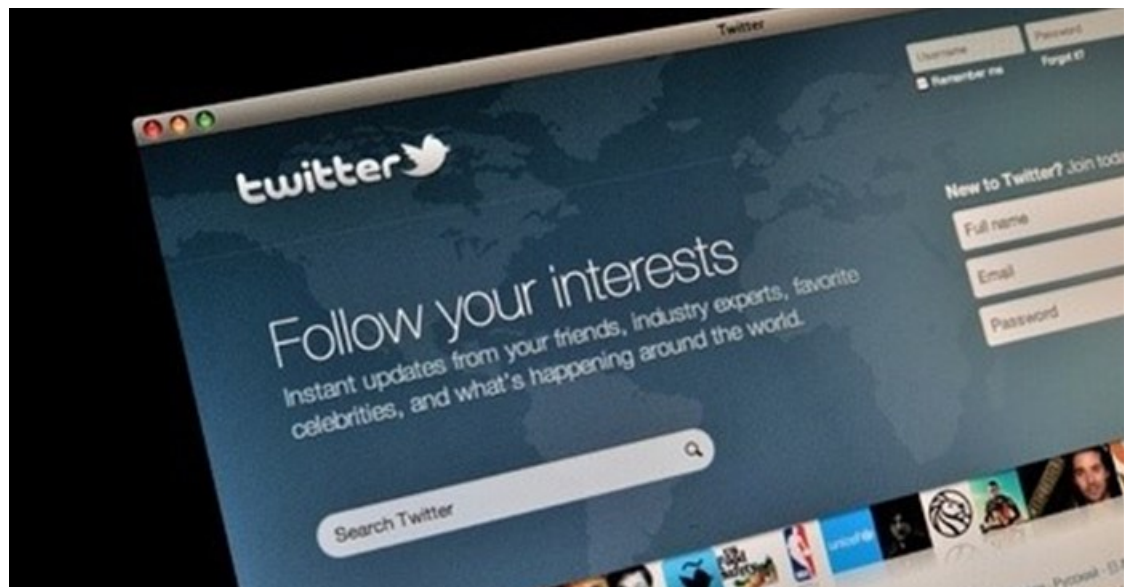 Twitter
Username
Password
Remember me
Forgot it?
twitter
Follow your interests
Instant updates from your friends, industry experts, favorite
celebrities, and what's happening around the world.
Search Twitter
New to Twitter? Join
Full name
Email
Password
unicef
Русский